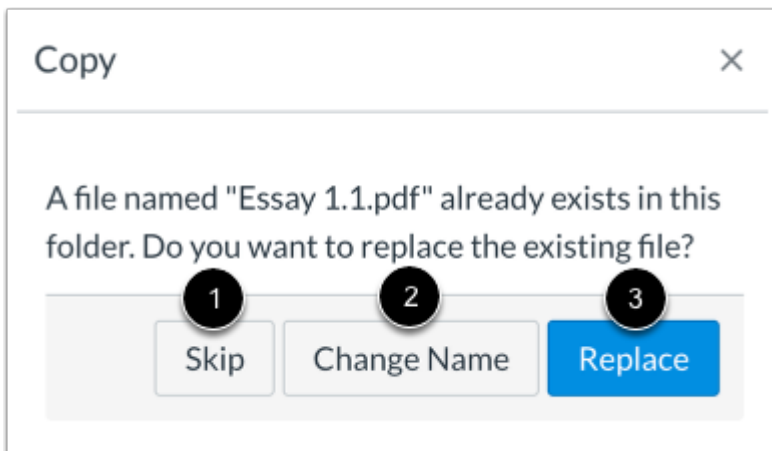 Copy ×
A file named "Essay 1.1.pdf" already exists in this
folder. Do you want to replace the existing file?
1 2 3
Skip Change Name Replace